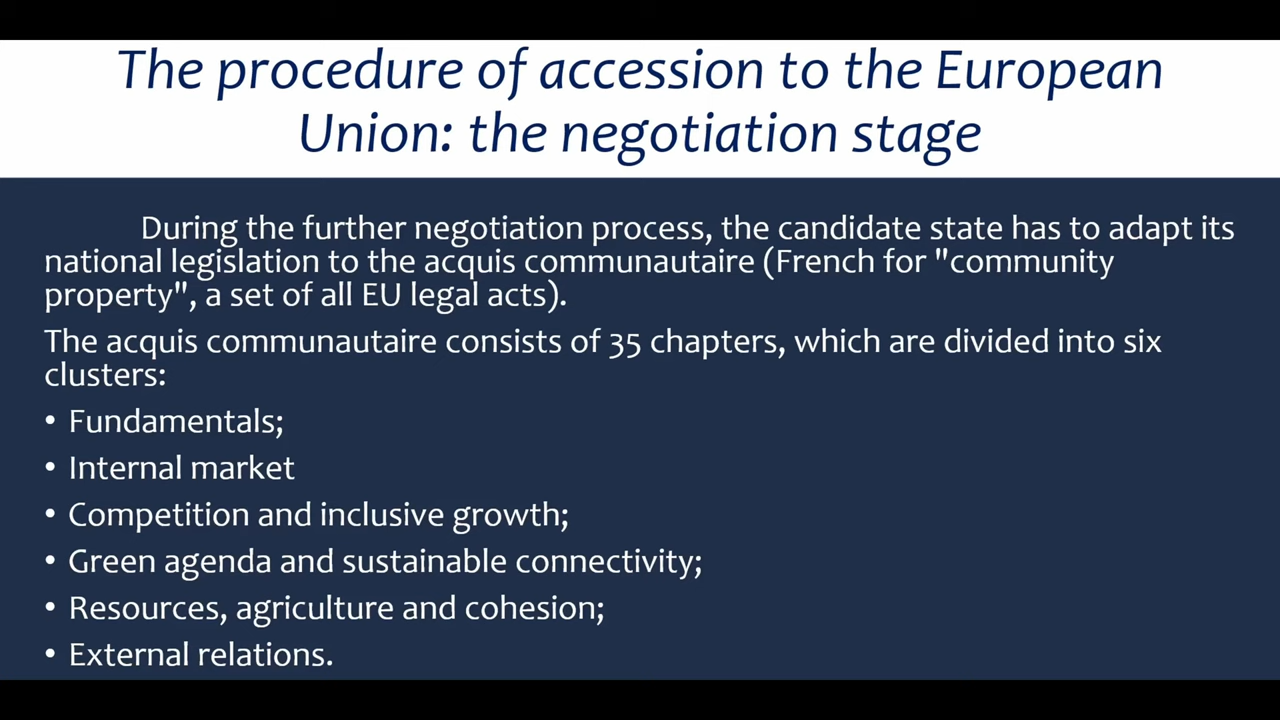 The procedure of accession to the European
Union: the negotiation stage
During the further negotiation process, the candidate state has to adapt its
national legislation to the acquis communautaire (French for "community
property", a set of all EU legal acts).
The acquis communautaire consists of 35 chapters, which are divided into six
clusters:
• Fundamentals;
• Internal market
• Competition and inclusive growth;
• Green agenda and sustainable connectivity;
• Resources, agriculture and cohesion;
• External relations.